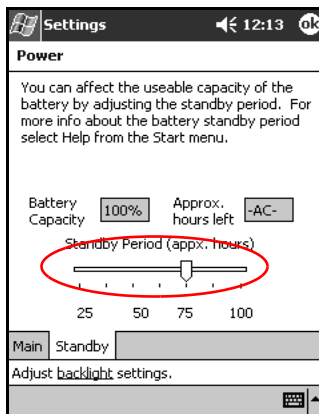 Settings 12:13 ok
Power
You can affect the useable capacity of the
battery by adjusting the standby period. For
more info about the battery standby period
select Help from the Start menu.
Battery Capacity 100% Approx. hours left -AC-
Standby Period (appx. hours)
25 50 75 100
Main Standby
Adjust backlight settings.